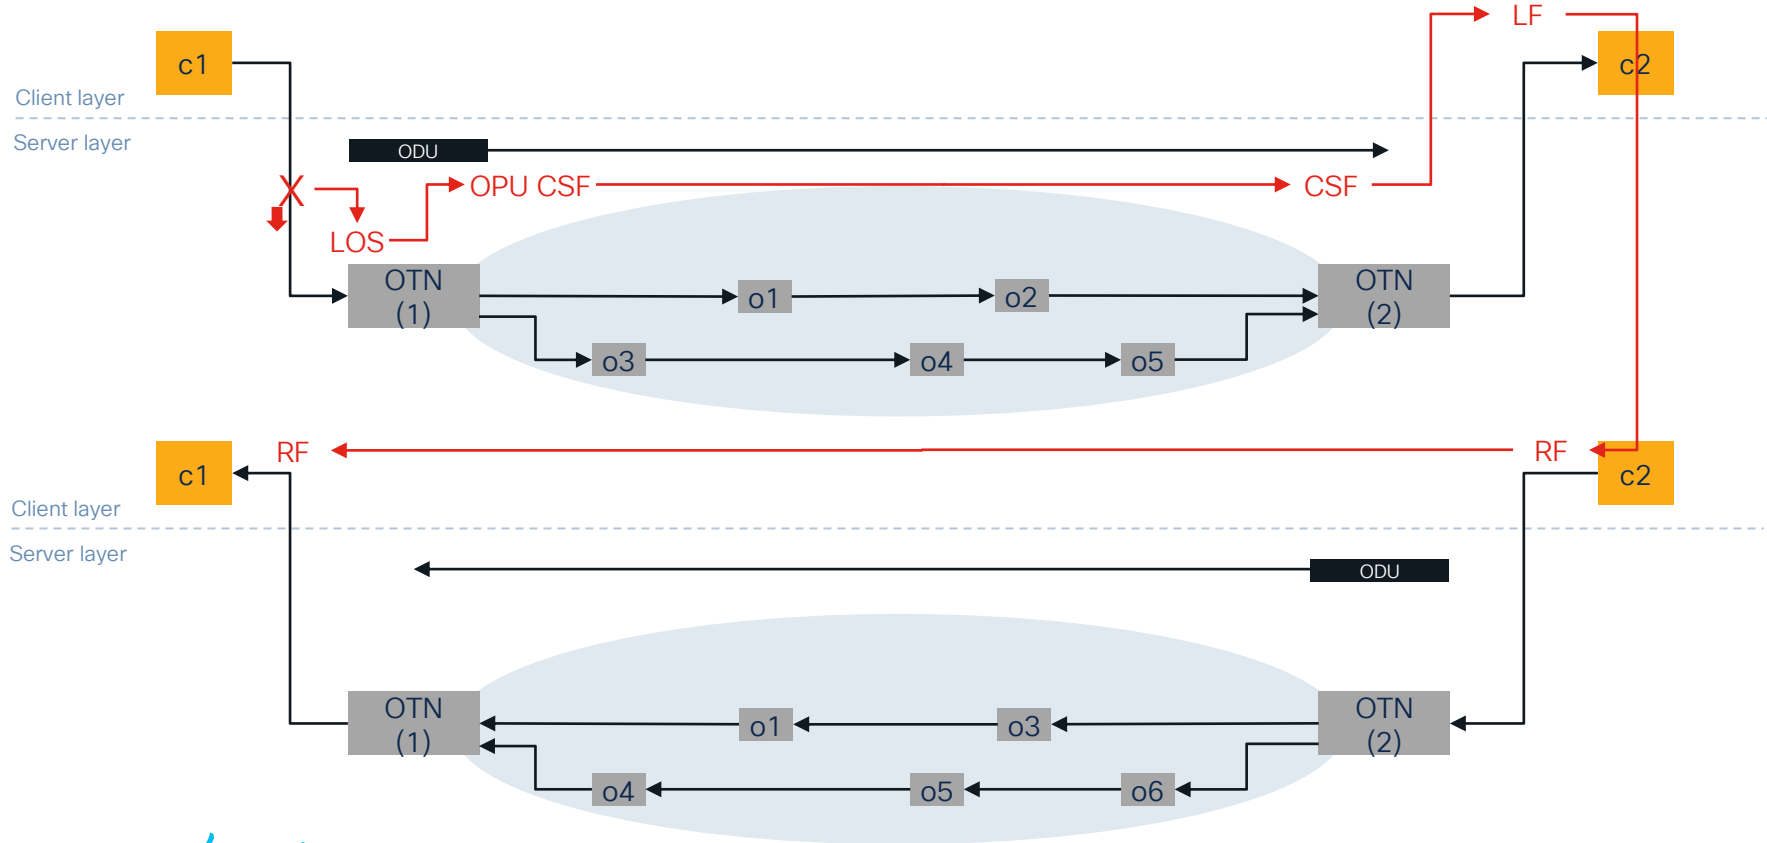 LF
c1
c2
Client layer
Server layer
ODU
X
OPU CSF
CSF
LOS
OTN
(1)
o1
o2
OTN
(2)
o3
o4
o5
RF
RF
c1
c2
Client layer
Server layer
ODU
OTN
(1)
o1
o3
OTN
(2)
o4
o5
o6